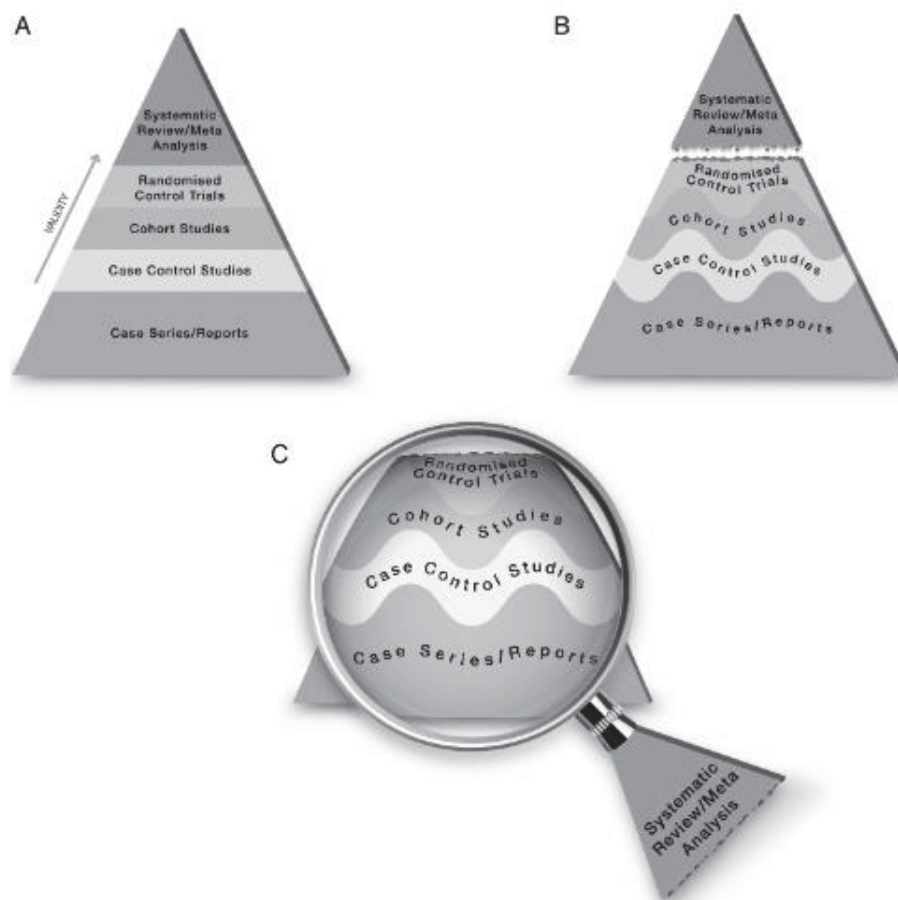 A
Systematic
Review/Meta
Analysis
Randomised
Control Trials
Cohort Studies
Case Control Studies
Case Series/Reports
VALIDITY
B
Systematic
Review/Meta
Analysis
Randomised
Control Trials
Cohort Studies
Case Control Studies
Case Series/Reports
C
Randomised
Control Trials
Cohort Studies
Case Control Studies
Case Series/Reports
Systematic
Review/Meta
Analysis